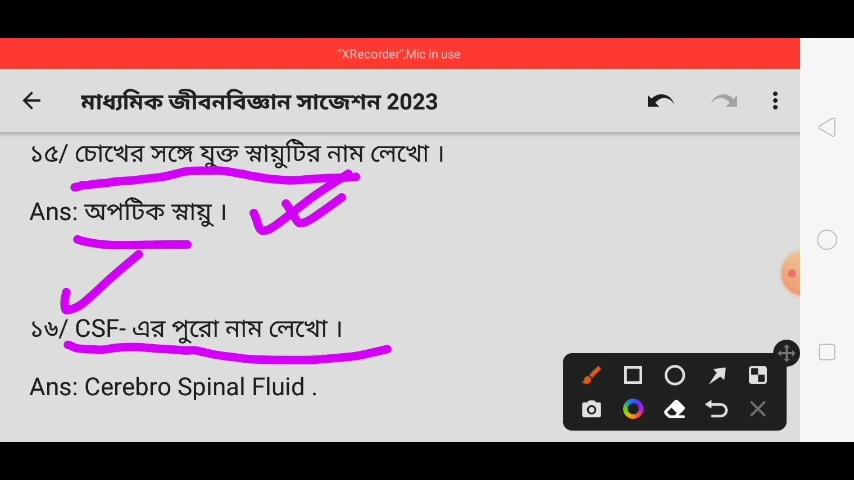 "XRecorder",Mic in use
মাধ্যমিক জীবনবিজ্ঞান সাজেশন 2023
১৫/ চোখের সঙ্গে যুক্ত স্নায়ুটির নাম লেখো ।
Ans: অপটিক স্নায়ু ।
১৬/ CSF- এর পুরো নাম লেখো ।
Ans: Cerebro Spinal Fluid .